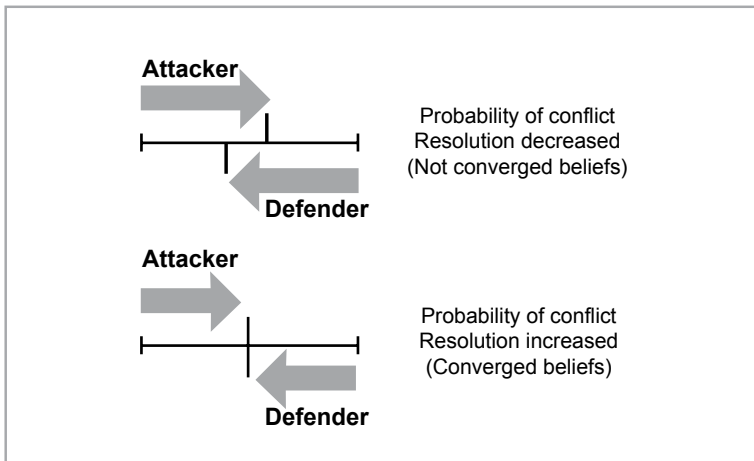 Attacker
Probability of conflict
Resolution decreased
(Not converged beliefs)
Defender
Attacker
Probability of conflict
Resolution increased
(Converged beliefs)
Defender